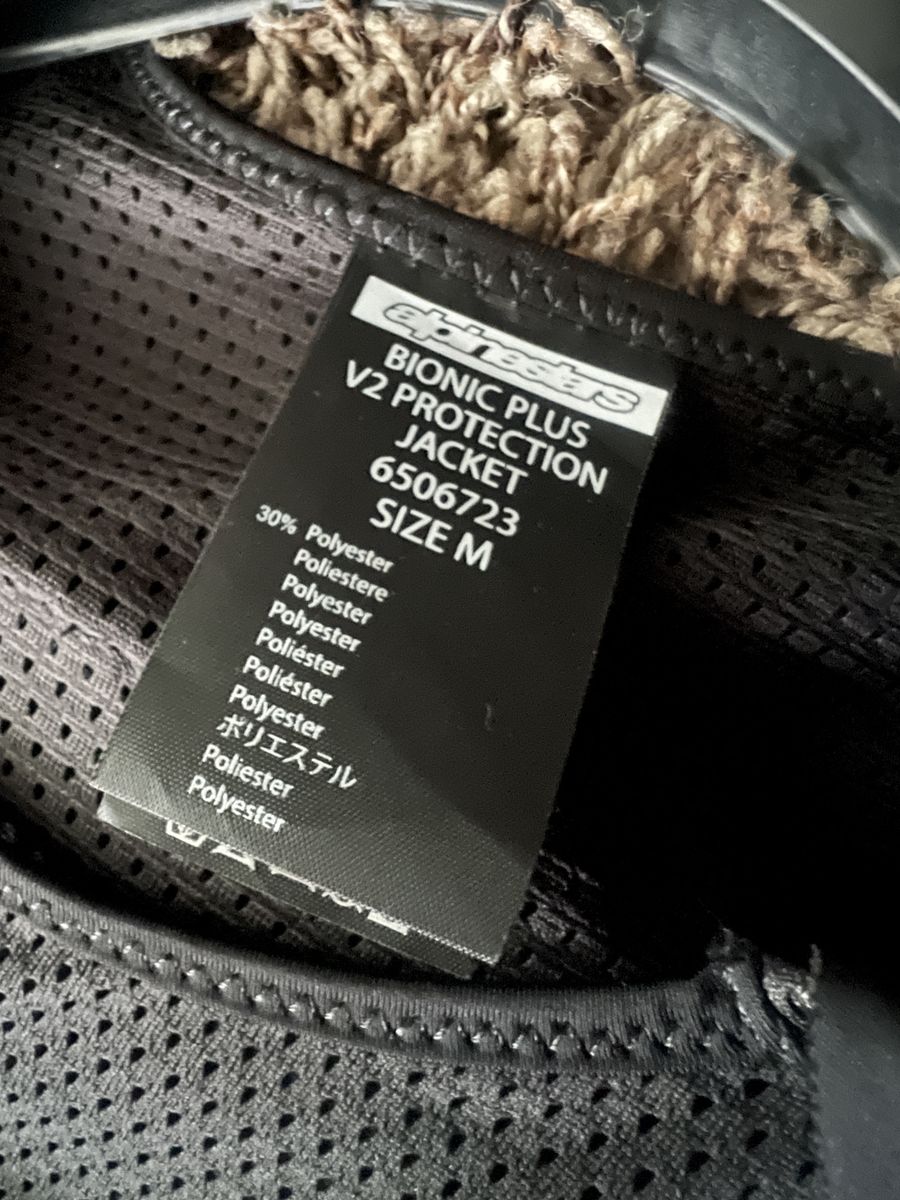 alpinestars
BIONIC PLUS
V2 PROTECTION
JACKET
6506723
SIZE M
30% Polyester
Poliestere
Polyester
Polyester
Poliéster
Poliéster
Polyester
ポリエステル
Poliester
Polyester